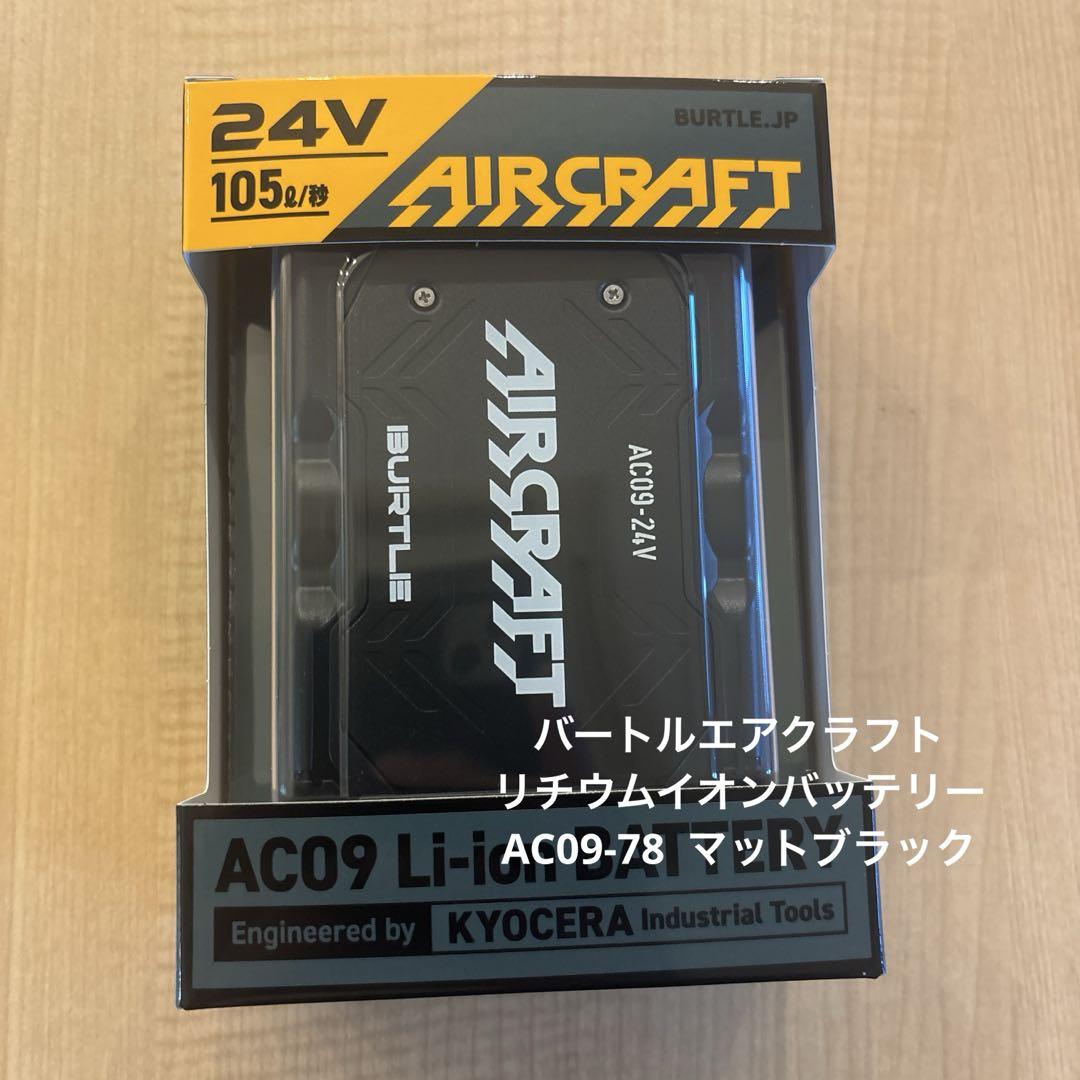 24V
105ℓ/秒
BURTLE.JP
AIRCRAFT
AIRCRAFT
BURTLE
AC09-24V
バートルエアクラフト
リチウムイオンバッテリー
AC09-78 マットブラック
AC09 Li-ion BATTERY
Engineered by KYOCERA Industrial Tools